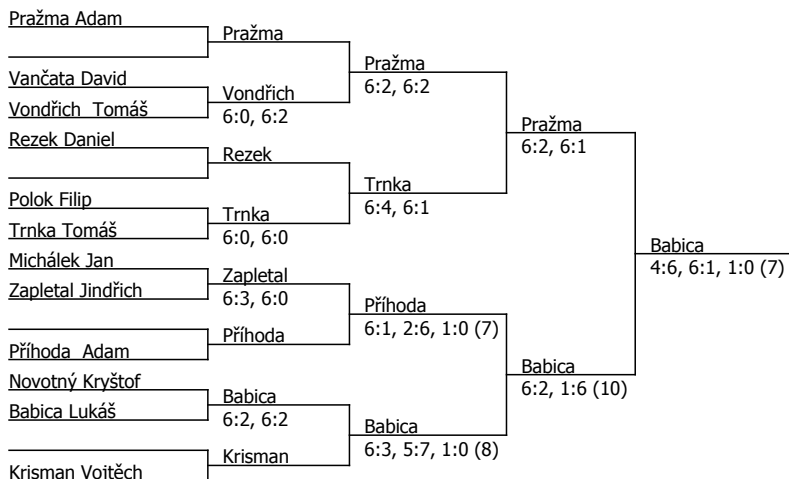 Pražma Adam
Pražma
Pražma
6:2, 6:2
Vančata David
Vondřich
Vondřich Tomáš
6:0, 6:2
Pražma
6:2, 6:1
Rezek Daniel
Rezek
Trnka
6:4, 6:1
Polok Filip
Trnka
Trnka Tomáš
6:0, 6:0
Babica
4:6, 6:1, 1:0 (7)
Michálek Jan
Zapletal
Zapletal Jindřich
6:3, 6:0
Příhoda
6:1, 2:6, 1:0 (7)
Příhoda
Příhoda Adam
Babica
6:2, 1:6 (10)
Novotný Kryštof
Babica
Babica Lukáš
6:2, 6:2
Babica
6:3, 5:7, 1:0 (8)
Krisman
Krisman Vojtěch